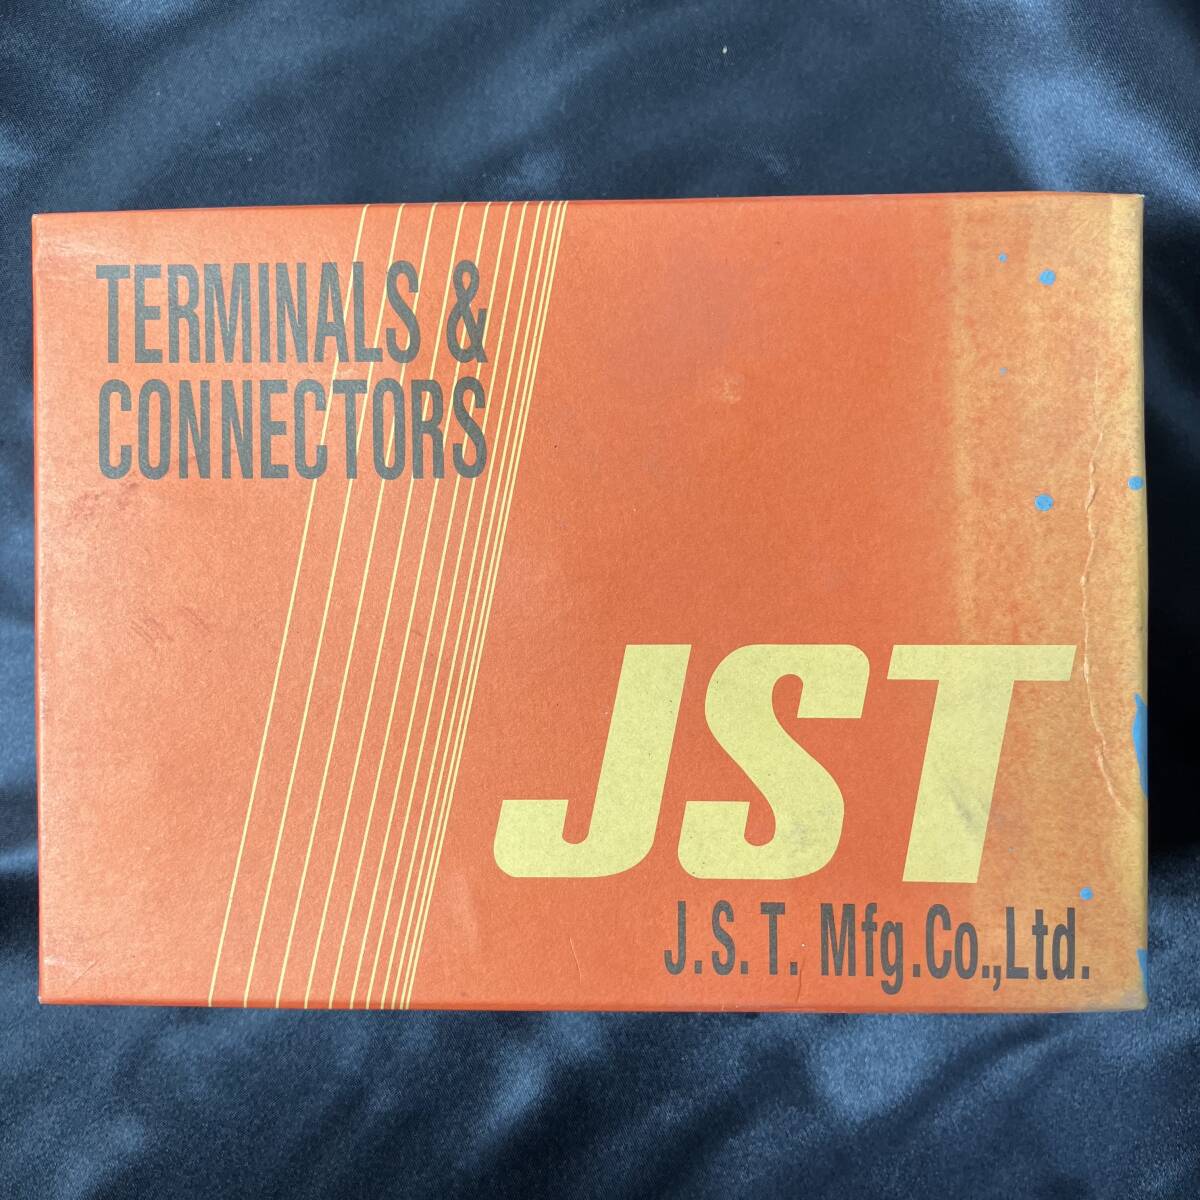 TERMINALS &
CONNECTORS
JST
J.S.T. Mfg.Co.,Ltd.